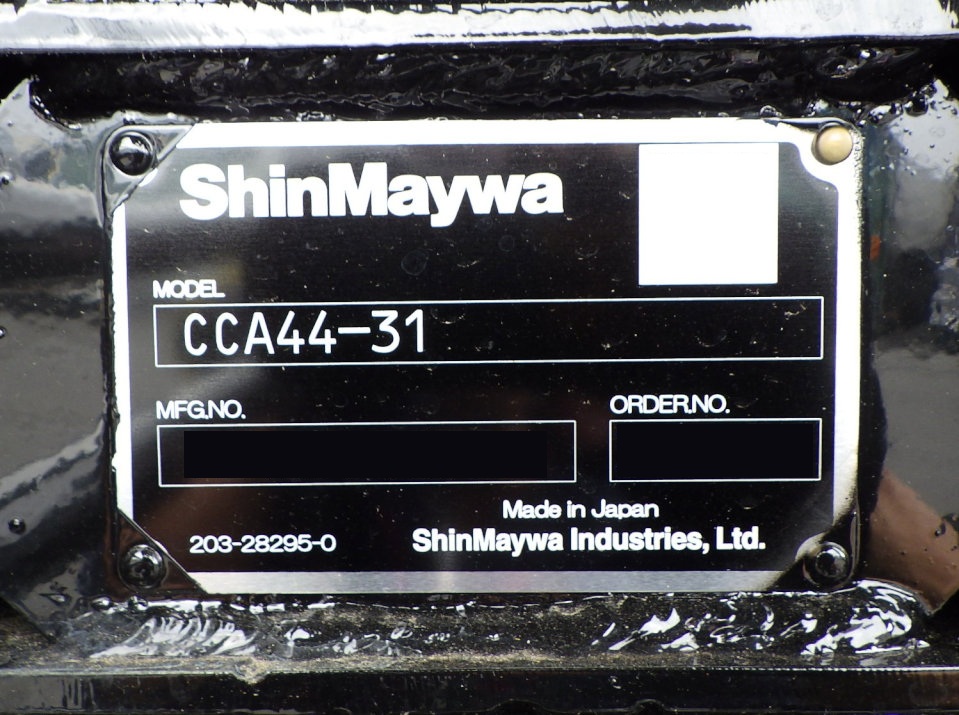 ShinMaywa
MODEL
CCA44-31
MFG.NO.
ORDER.NO.
Made in Japan
203-28295-0
ShinMaywa Industries, Ltd.